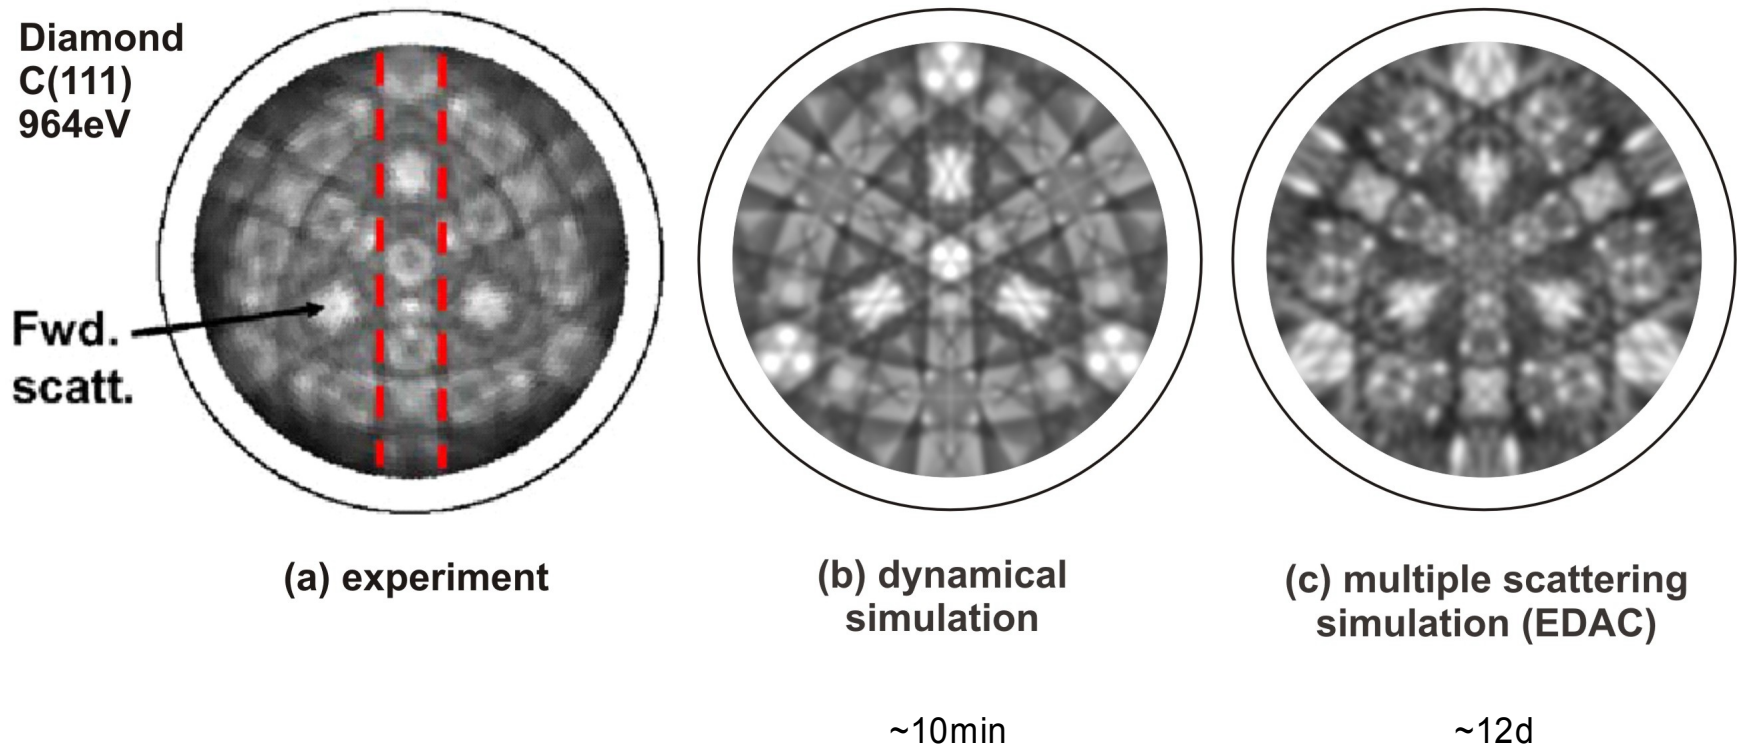 Diamond
C(111)
964eV
Fwd.
scatt.
(a) experiment
(b) dynamical
simulation
(c) multiple scattering
simulation (EDAC)
~10min
~12d